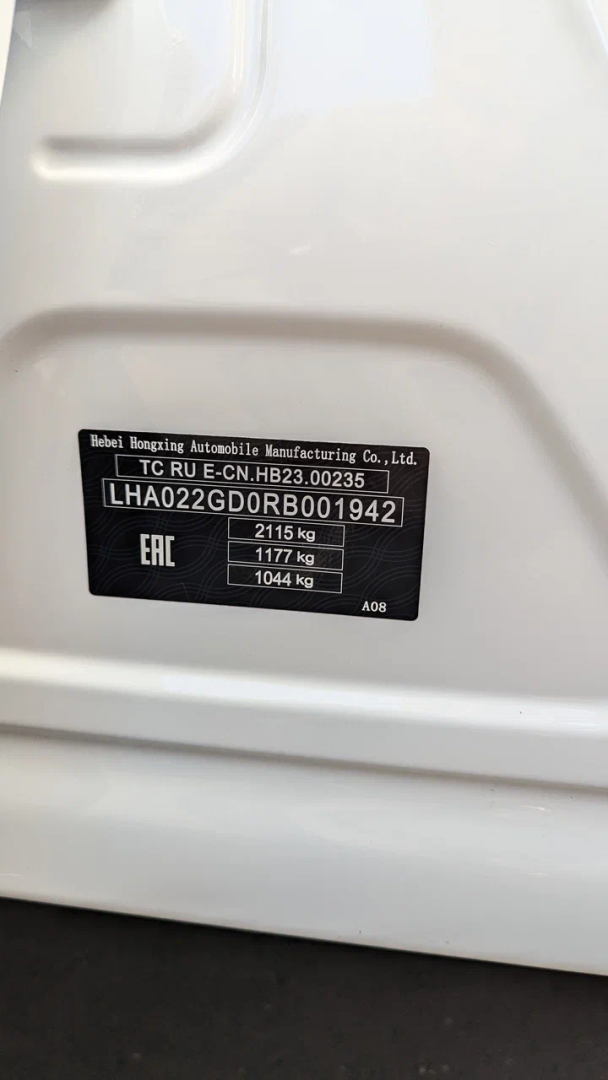 Hebei Hongxing Automobile Manufacturing Co.,Ltd.
TC RU E-CN.HB23.00235
LHA022GD0RB001942
2115 kg
EAC
1177 kg
1044 kg
A08